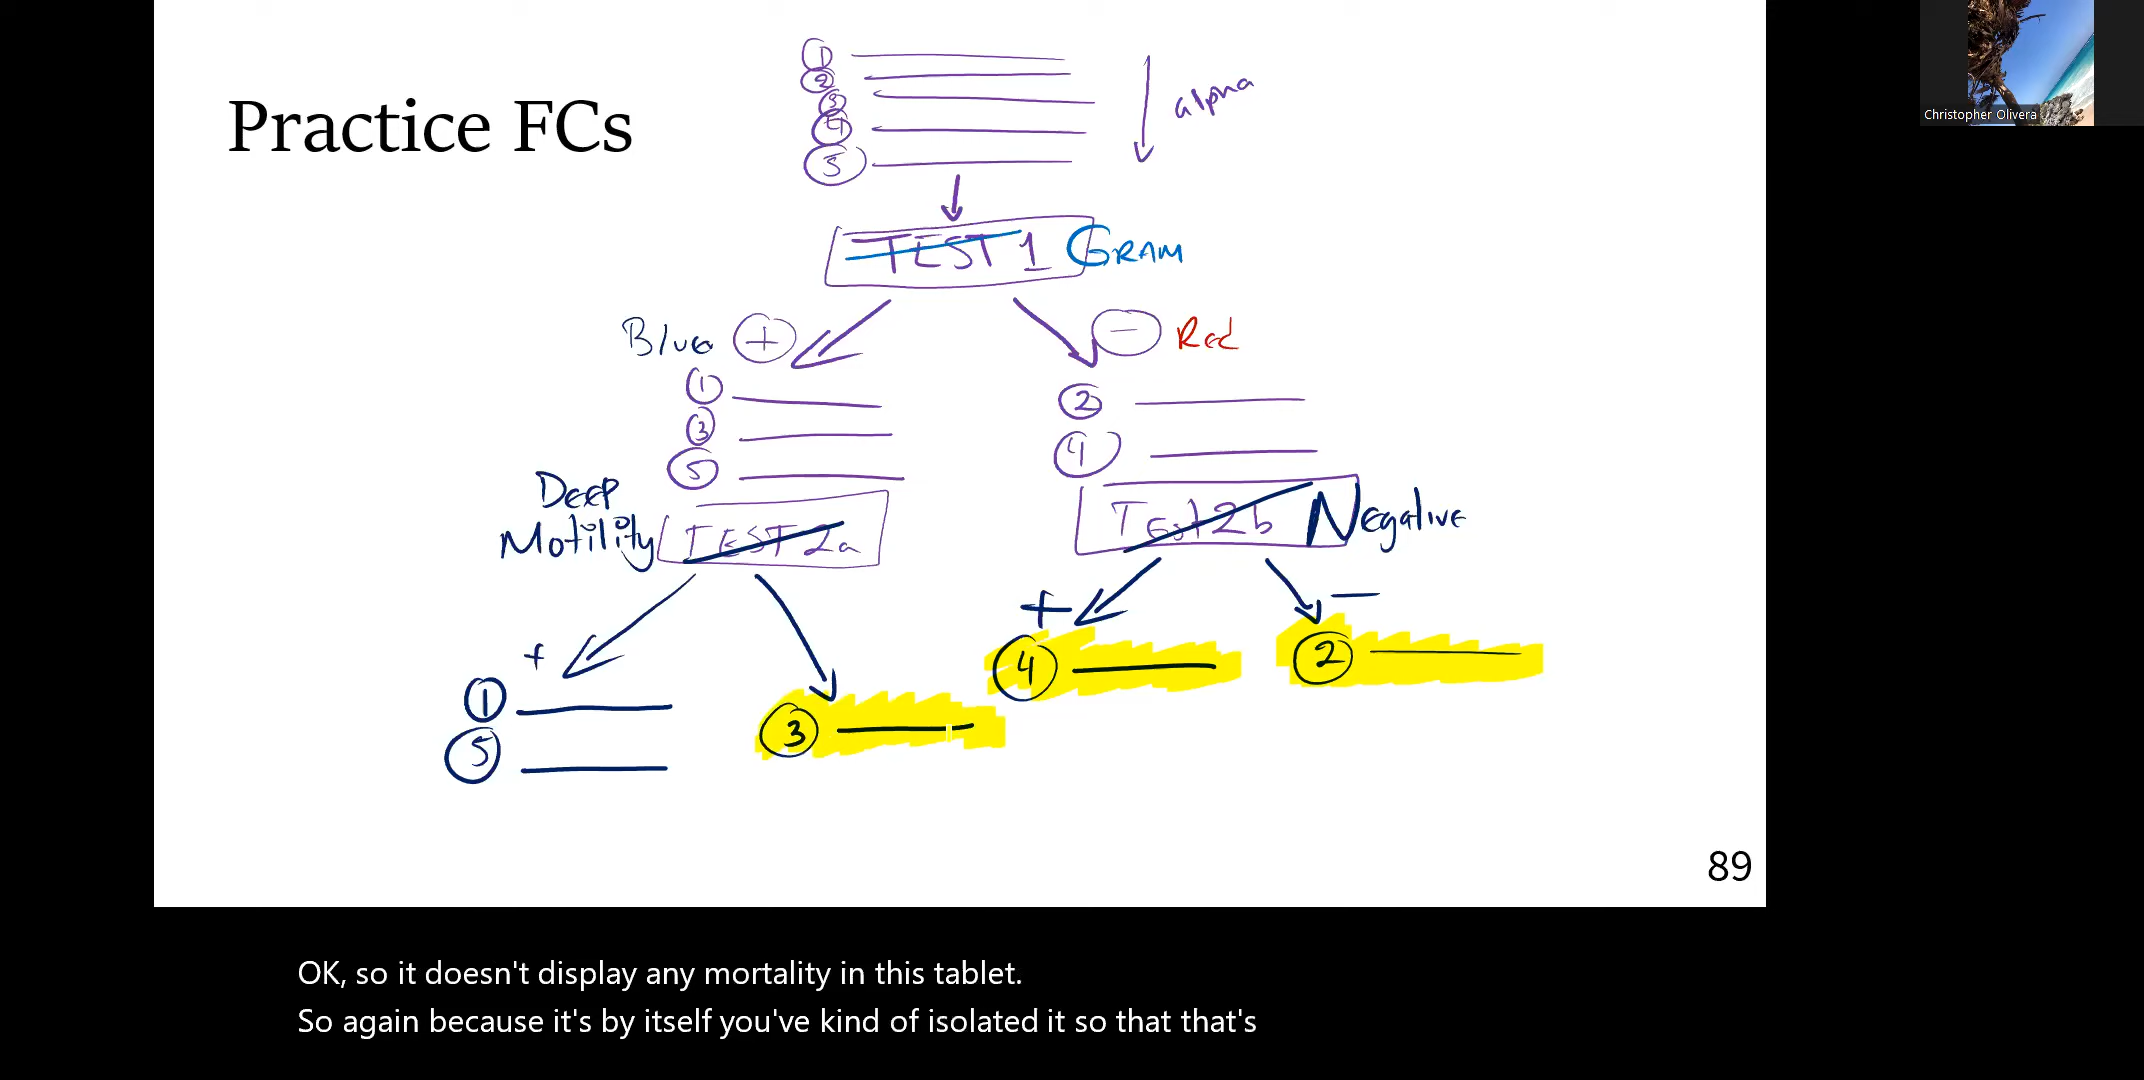 Practice FCs
1
2
3
4
5
alpha
TEST 1 GRAM
Blue +
- Red
1
3
5
2
4
Deep
Motility TEST 2a
Test 2b Negative
+
1
5
3
+
4
-
2
89
Christopher Olivera
OK, so it doesn't display any mortality in this tablet.
So again because it's by itself you've kind of isolated it so that that's